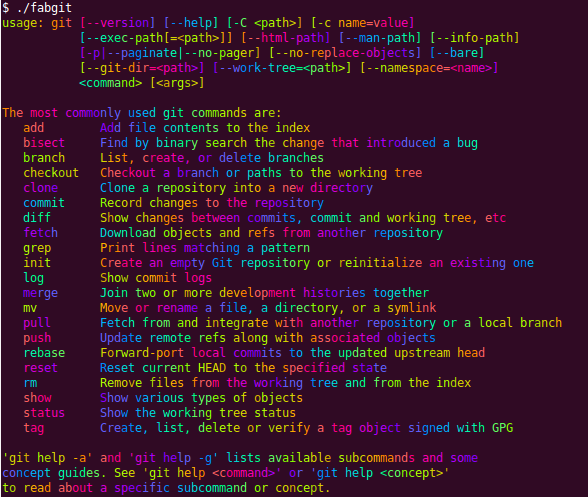 $ ./fabgit
usage: git [--version] [--help] [-C <path>] [-c name=value]
           [--exec-path[=<path>]] [--html-path] [--man-path] [--info-path]
           [-p|--paginate|--no-pager] [--no-replace-objects] [--bare]
           [--git-dir=<path>] [--work-tree=<path>] [--namespace=<name>]
           <command> [<args>]

The most commonly used git commands are:
   add        Add file contents to the index
   bisect     Find by binary search the change that introduced a bug
   branch     List, create, or delete branches
   checkout   Checkout a branch or paths to the working tree
   clone      Clone a repository into a new directory
   commit     Record changes to the repository
   diff       Show changes between commits, commit and working tree, etc
   fetch      Download objects and refs from another repository
   grep       Print lines matching a pattern
   init       Create an empty Git repository or reinitialize an existing one
   log        Show commit logs
   merge      Join two or more development histories together
   mv         Move or rename a file, a directory, or a symlink
   pull       Fetch from and integrate with another repository or a local branch
   push       Update remote refs along with associated objects
   rebase     Forward-port local commits to the updated upstream head
   reset      Reset current HEAD to the specified state
   rm         Remove files from the working tree and from the index
   show       Show various types of objects
   status     Show the working tree status
   tag        Create, list, delete or verify a tag object signed with GPG

'git help -a' and 'git help -g' lists available subcommands and some
concept guides. See 'git help <command>' or 'git help <concept>'
to read about a specific subcommand or concept.